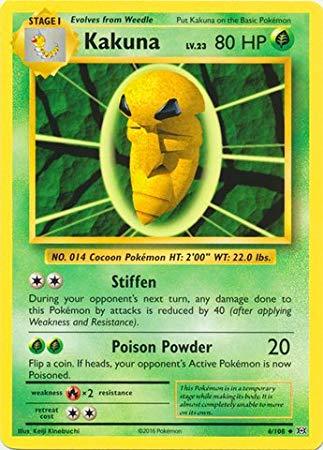 STAGE 1 Evolves from Weedle Put Kakuna on the Basic Pokémon
Kakuna LV.23 80 HP
NO. 014 Cocoon Pokémon HT: 2'00" WT: 22.0 lbs.
Stiffen
During your opponent's next turn, any damage done to
this Pokémon by attacks is reduced by 40 (after applying
Weakness and Resistance).
Poison Powder 20
Flip a coin. If heads, your opponent's Active Pokémon is now
Poisoned.
weakness ×2 resistance
retreat
cost
This Pokémon is in a temporary
stage while making its body. It is
almost completely unable to move
on its own.
Illus. Keiji Kinebuchi ©2016 Pokémon 6/108